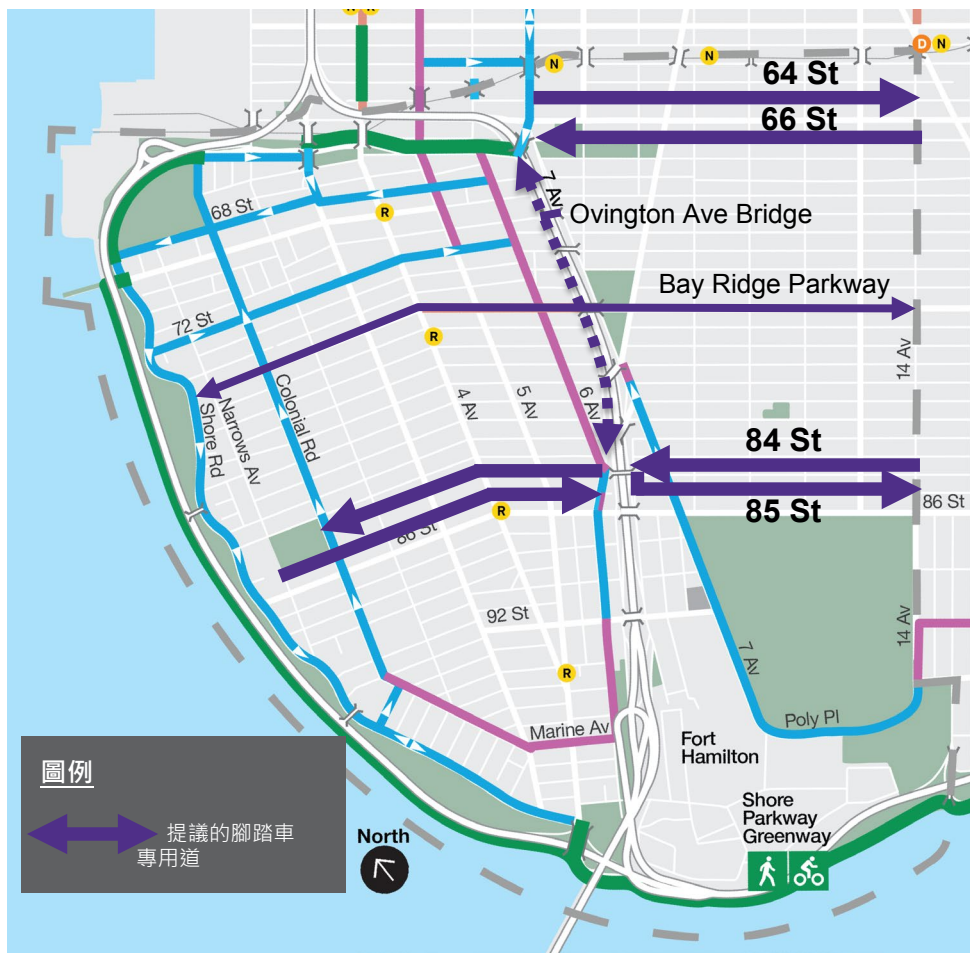 R
R
N
N
D
N
64 St
66 St
7 Av
Ovington Ave Bridge
68 St
R
Bay Ridge Parkway
72 St
R
14 Av
Colonial Rd
4 Av
5 Av
6 Av
Narrows Av
Shore Rd
84 St
85 St
86 St
86 St
R
92 St
14 Av
7 Av
R
Poly Pl
Marine Av
Fort
Hamilton
圖例
提議的腳踏車
專用道
North
Shore
Parkway
Greenway